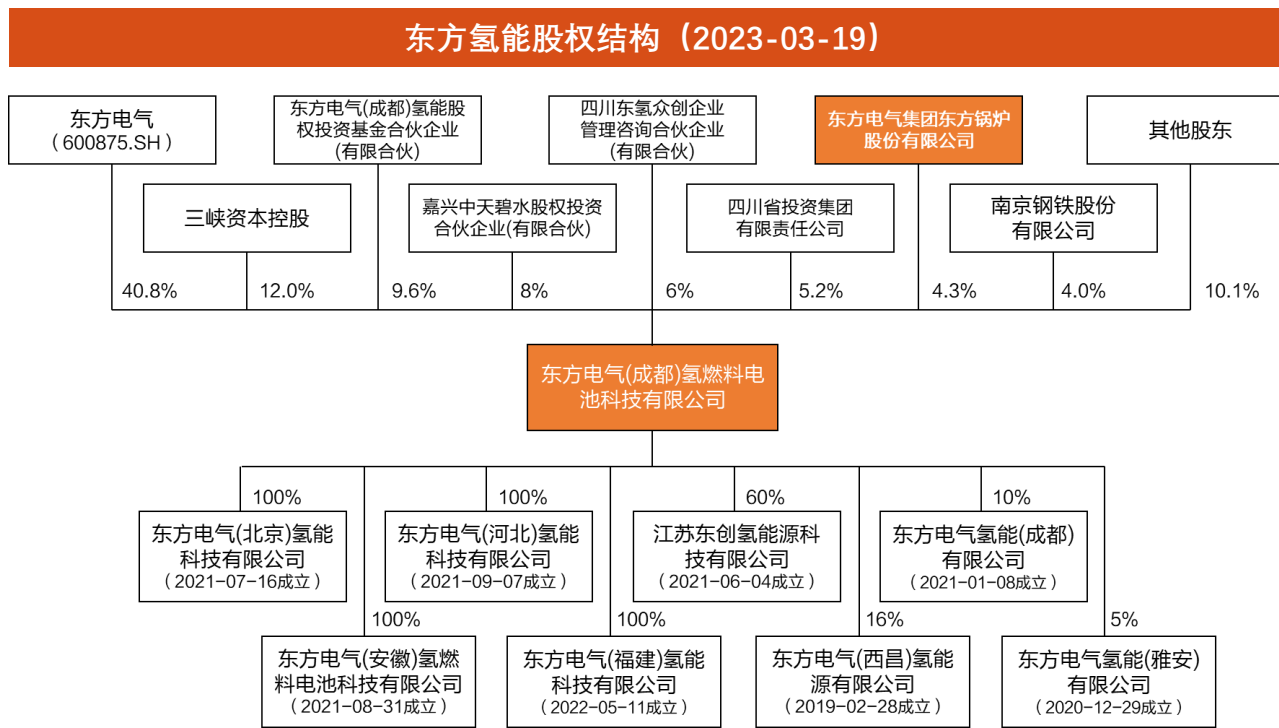 东方氢能股权结构（2023-03-19）
东方电气
（600875.SH）
东方电气(成都)氢能股
权投资基金合伙企业
(有限合伙)
四川东氢众创企业
管理咨询合伙企业
(有限合伙)
东方电气集团东方锅炉
股份有限公司
其他股东
三峡资本控股
嘉兴中天碧水股权投资
合伙企业(有限合伙)
四川省投资集团
有限责任公司
南京钢铁股份
有限公司
40.8%
12.0%
9.6%
8%
6%
5.2%
4.3%
4.0%
10.1%
东方电气(成都)氢燃料电
池科技有限公司
100%
100%
60%
10%
东方电气(北京)氢能
科技有限公司
（2021-07-16成立）
东方电气(河北)氢能
科技有限公司
（2021-09-07成立）
江苏东创氢能源科
技有限公司
（2021-06-04成立）
东方电气氢能(成都)
有限公司
（2021-01-08成立）
100%
100%
16%
5%
东方电气(安徽)氢燃
料电池科技有限公司
（2021-08-31成立）
东方电气(福建)氢能
科技有限公司
（2022-05-11成立）
东方电气(西昌)氢能
源有限公司
（2019-02-28成立）
东方电气氢能(雅安)
有限公司
（2020-12-29成立）